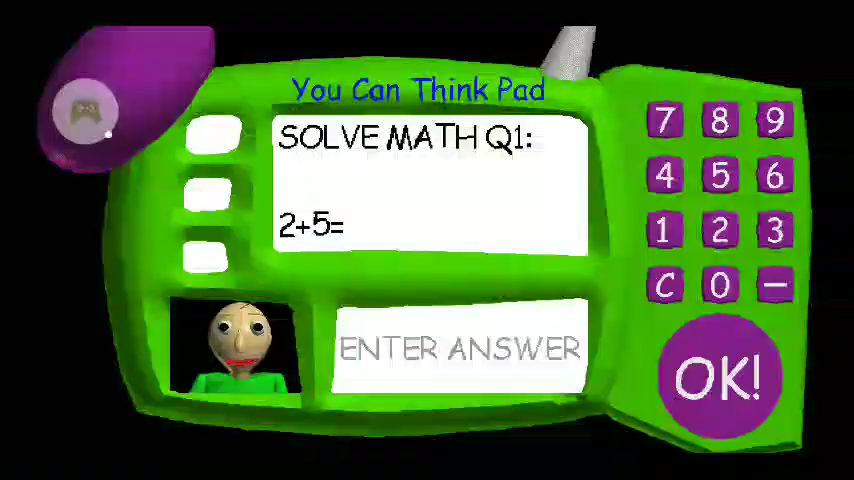 You Can Think Pad
SOLVE MATH Q1:
2+5=
ENTER ANSWER
7 8 9
4 5 6
1 2 3
C 0 −
OK!